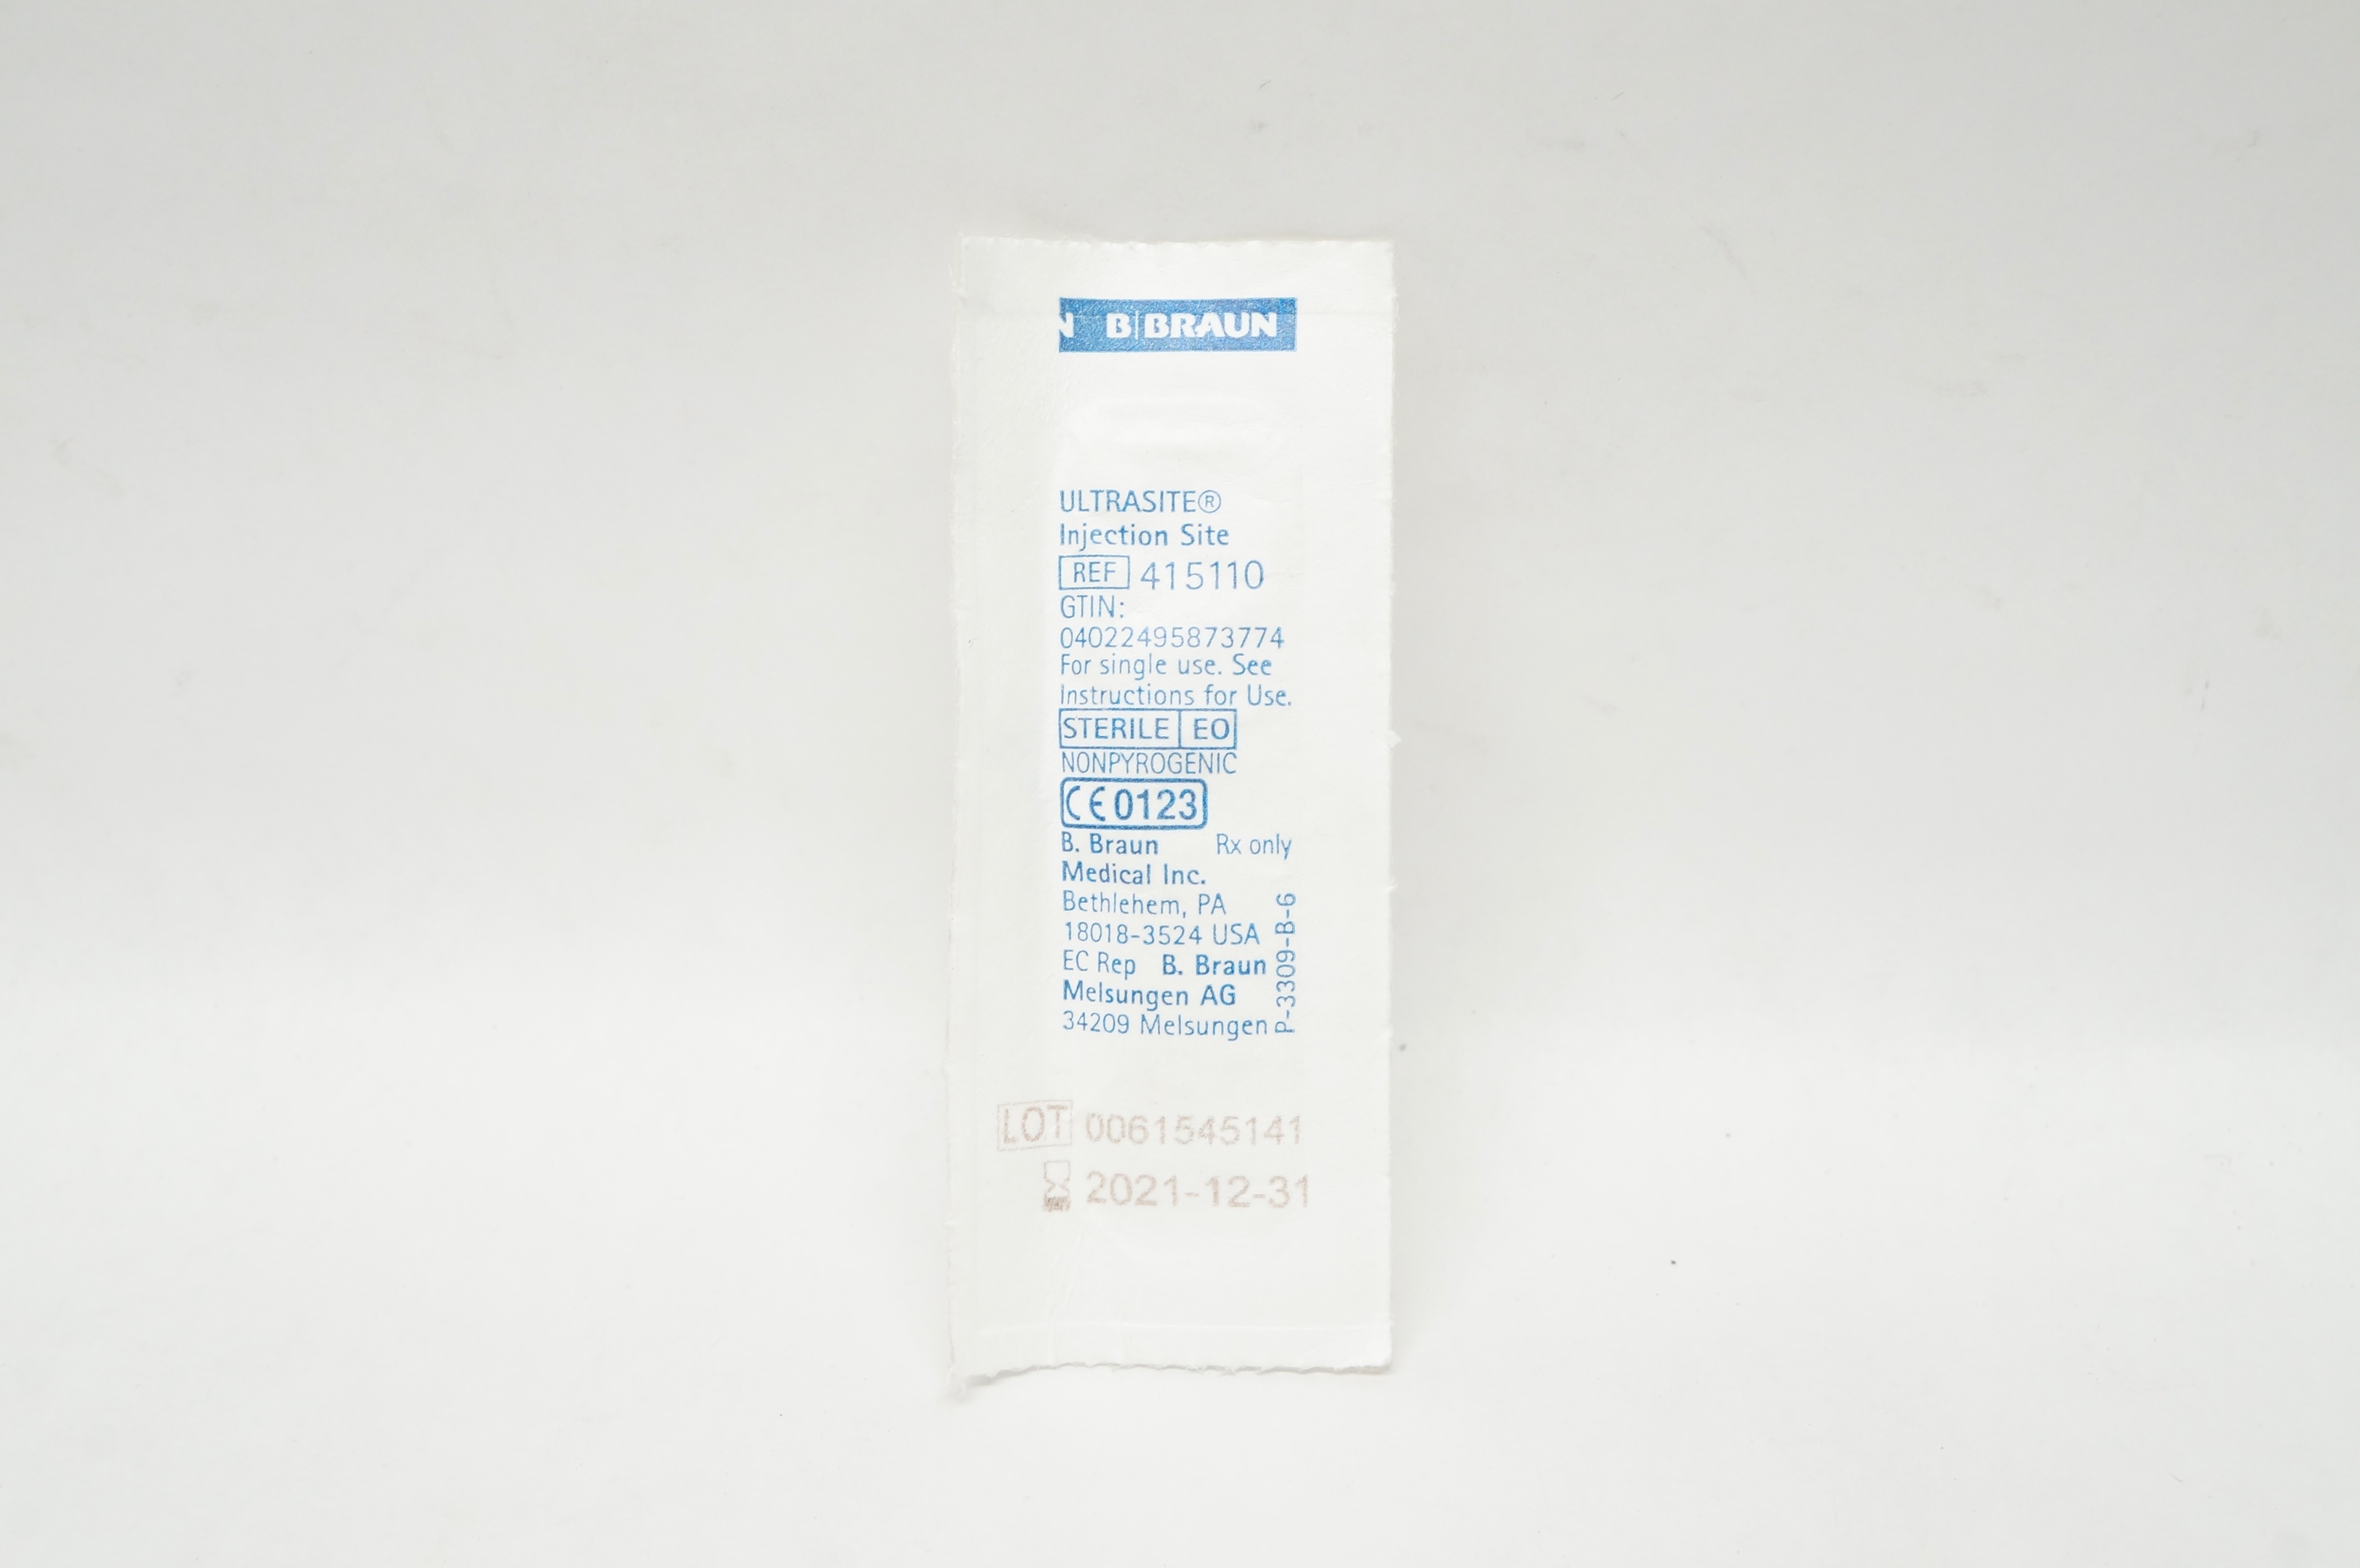 N B|BRAUN
ULTRASITE®
Injection Site
REF 415110
GTIN:
04022495873774
For single use. See
Instructions for Use.
STERILE EO
NONPYROGENIC
CE 0123
B. Braun Rx only
Medical Inc.
Bethlehem, PA
18018-3524 USA
EC Rep B. Braun
Melsungen AG
34209 Melsungen
P-3309-B-6
LOT 0061545141
2021-12-31